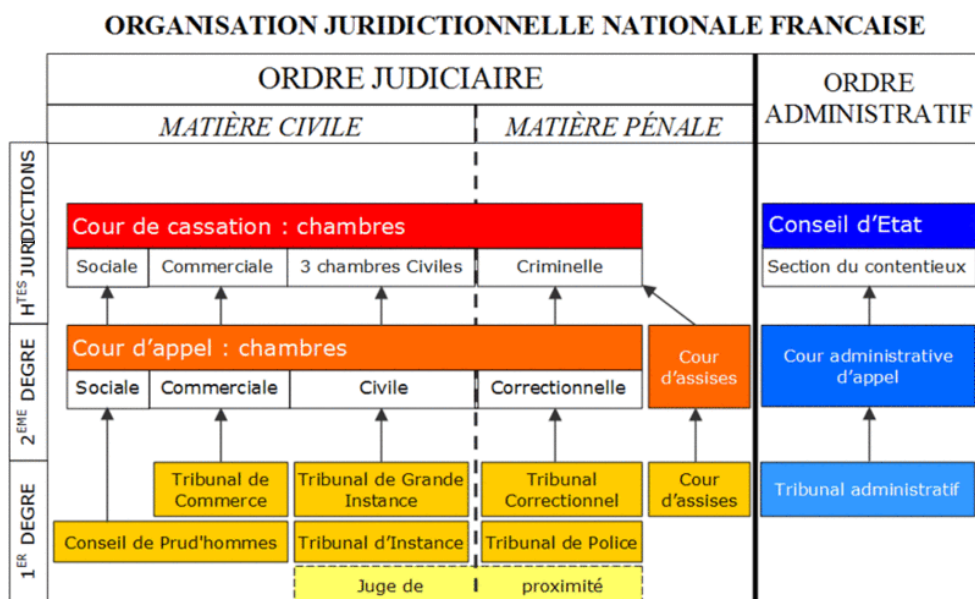 ORGANISATION JURIDICTIONNELLE NATIONALE FRANCAISE
ORDRE JUDICIAIRE
ORDRE
ADMINISTRATIF
MATIÈRE CIVILE
MATIÈRE PÉNALE
HTES JURIDICTIONS
Cour de cassation : chambres
Conseil d'Etat
Sociale
Commerciale
3 chambres Civiles
Criminelle
Section du contentieux
2EME DEGRE
Cour d'appel : chambres
Cour
d'assises
Cour administrative
d'appel
Sociale
Commerciale
Civile
Correctionnelle
1ER DEGRE
Tribunal de
Commerce
Tribunal de Grande
Instance
Tribunal
Correctionnel
Cour
d'assises
Tribunal administratif
Conseil de Prud'hommes
Tribunal d'Instance
Tribunal de Police
Juge de proximité